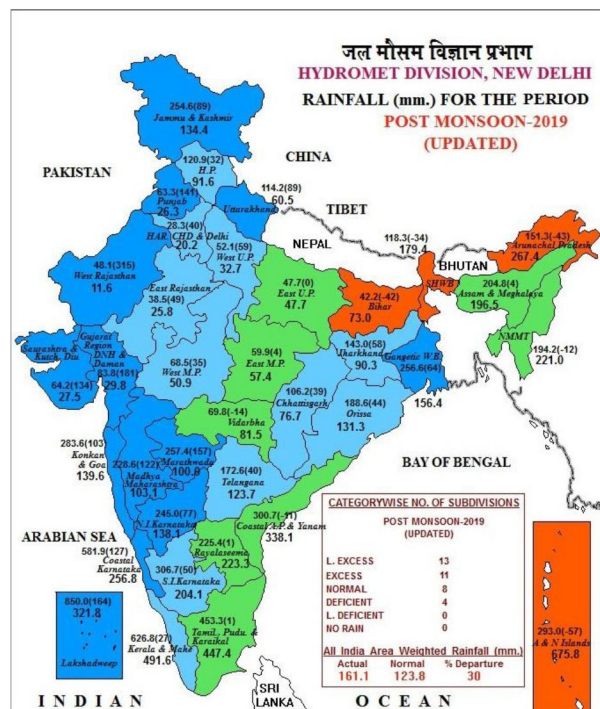 जल मौसम विज्ञान प्रभाग
HYDROMET DIVISION, NEW DELHI
RAINFALL (mm.) FOR THE PERIOD
POST MONSOON-2019
(UPDATED)
254.6(89)
Jammu & Kashmir
134.4
CHINA
120.9(32)
H.P.
91.6
PAKISTAN
63.3(141)
Punjab
26.3
114.2(89)
60.5
Uttarakhand
TIBET
28.3(40)
HAR. CHD & Delhi
20.2
52.1(59)
West U.P.
32.7
NEPAL
118.3(-34)
179.4
BHUTAN
151.3(-43)
Arunachal Pradesh
267.4
48.1(315)
West Rajasthan
11.6
East Rajasthan
38.5(49)
25.8
47.7(0)
East U.P.
47.7
42.2(-42)
Bihar
73.0
SHWB
204.8(4)
Assam & Meghalaya
196.5
NMMT
194.2(-12)
221.0
Saurashtra &
Kutch, Diu
64.2(134)
27.5
Gujarat
Region
DNH &
Daman
83.8(181)
29.8
68.5(35)
West M.P.
50.9
59.9(4)
East M.P.
57.4
143.0(58)
Jharkhand
90.3
Gangetic W.B.
256.6(64)
156.4
106.2(39)
Chhattisgarh
76.7
188.6(44)
Orissa
131.3
69.8(-14)
Vidarbha
81.5
283.6(103
Konkan
& Goa
139.6
257.4(157)
Marathwada
100.0
228.6(122)
Madhya
Maharashtra
103.1
172.6(40)
Telangana
123.7
BAY OF BENGAL
245.0(77)
N.I.Karnataka
138.1
300.7(-11)
Coastal A.P. & Yanam
338.1
225.4(1)
Rayalaseema
223.3
ARABIAN SEA
581.9(127)
Coastal
Karnataka
256.8
306.7(50)
S.I.Karnataka
204.1
850.0(164)
321.8
Lakshadweep
453.3(1)
Tamil., Pudu. &
Karaikal
447.4
626.8(27)
Kerala & Mahe
491.6
CATEGORYWISE NO. OF SUBDIVISIONS
POST MONSOON-2019
(UPDATED)
L. EXCESS 13
EXCESS 11
NORMAL 8
DEFICIENT 4
L. DEFICIENT 0
NO RAIN 0
All India Area Weighted Rainfall (mm.)
Actual Normal % Departure
161.1 123.8 30
293.0(-57)
A & N Islands
675.8
SRI
LANKA
INDIAN OCEAN